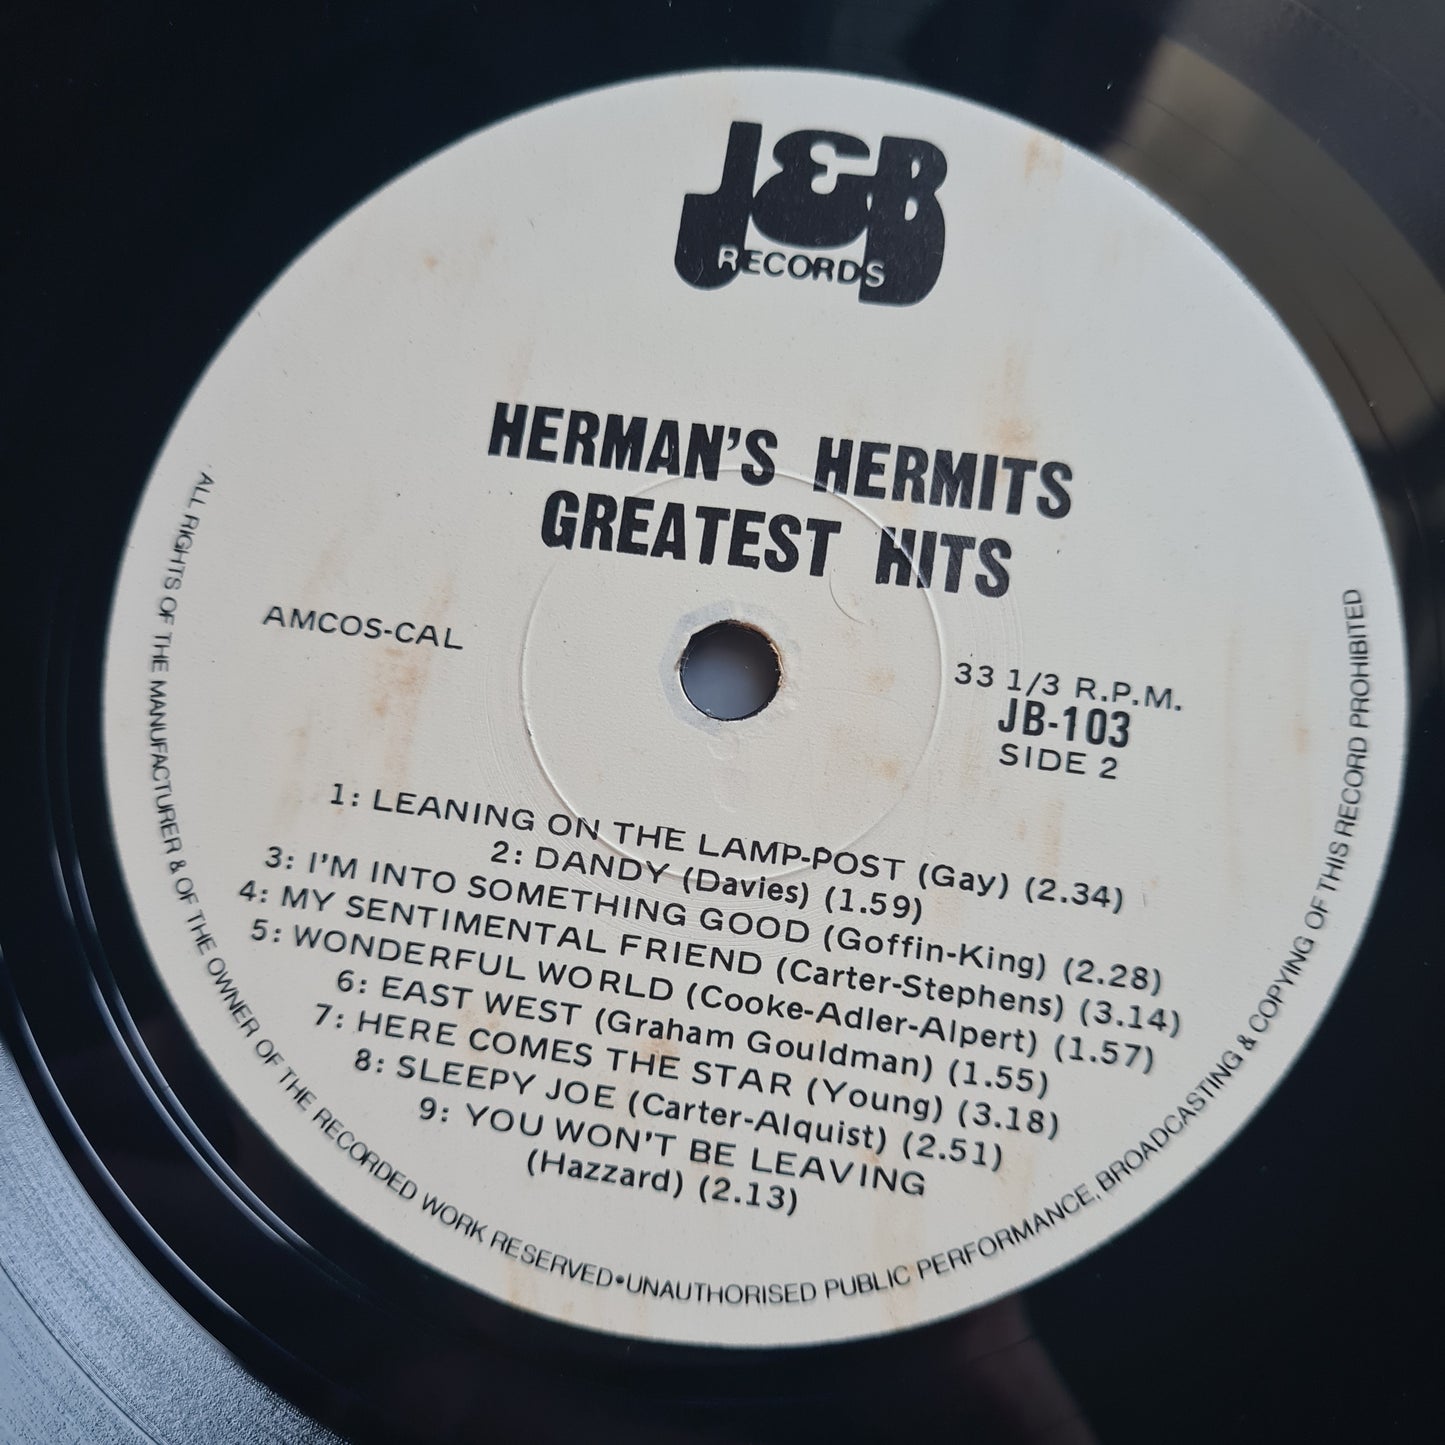 J&B
RECORDS
HERMAN'S HERMITS
GREATEST HITS
AMCOS-CAL
33 1/3 R.P.M.
JB-103
SIDE 2
1: LEANING ON THE LAMP-POST (Gay) (2.34)
2: DANDY (Davies) (1.59)
3: I'M INTO SOMETHING GOOD (Goffin-King) (2.28)
4: MY SENTIMENTAL FRIEND (Carter-Stephens) (3.14)
5: WONDERFUL WORLD (Cooke-Adler-Alpert) (1.57)
6: EAST WEST (Graham Gouldman) (1.55)
7: HERE COMES THE STAR (Young) (3.18)
8: SLEEPY JOE (Carter-Alquist) (2.51)
9: YOU WON'T BE LEAVING
(Hazzard) (2.13)
ALL RIGHTS OF THE MANUFACTURER & OF THE OWNER OF THE RECORDED WORK RESERVED•UNAUTHORISED PUBLIC PERFORMANCE, BROADCASTING & COPYING OF THIS RECORD PROHIBITED